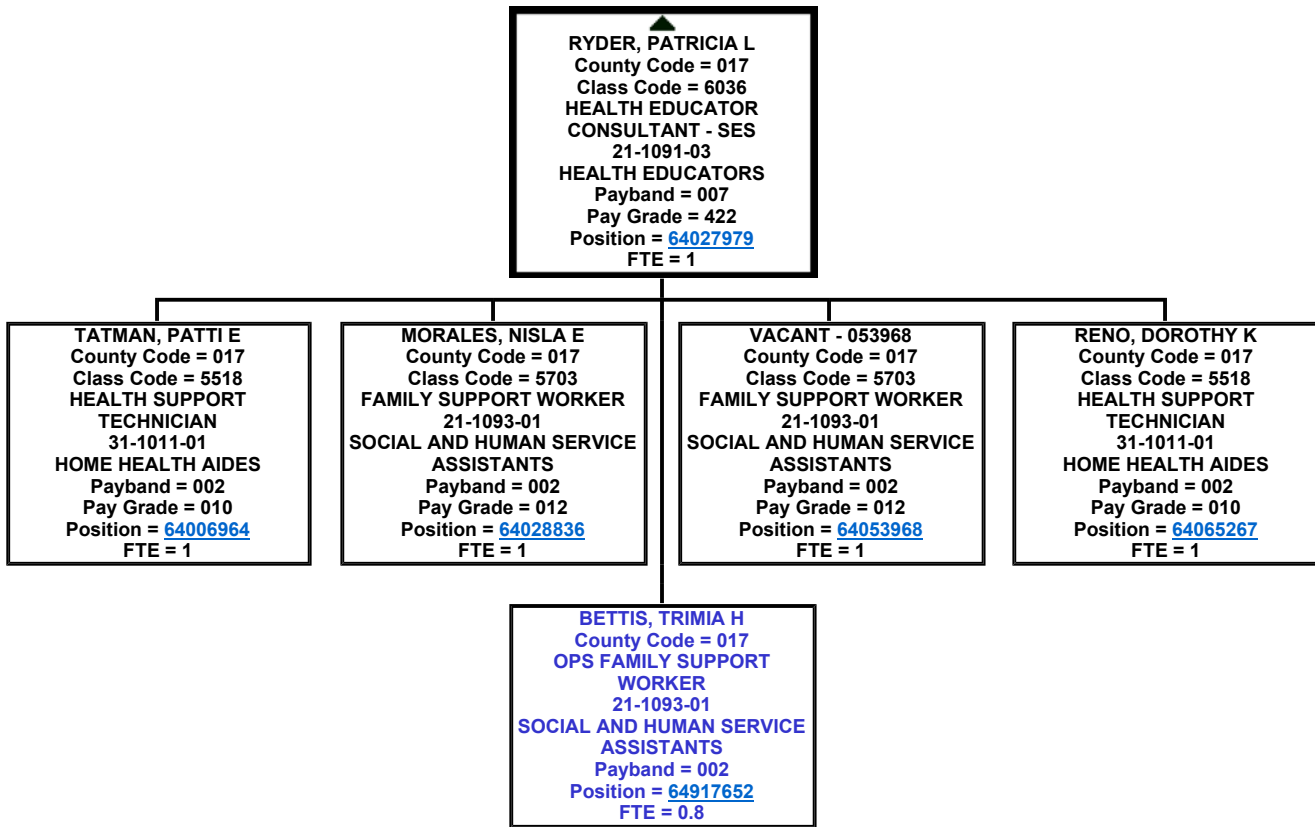 RYDER, PATRICIA L
County Code = 017
Class Code = 6036
HEALTH EDUCATOR
CONSULTANT - SES
21-1091-03
HEALTH EDUCATORS
Payband = 007
Pay Grade = 422
Position = 64027979
FTE = 1
TATMAN, PATTI E
County Code = 017
Class Code = 5518
HEALTH SUPPORT
TECHNICIAN
31-1011-01
HOME HEALTH AIDES
Payband = 002
Pay Grade = 010
Position = 64006964
FTE = 1
MORALES, NISLA E
County Code = 017
Class Code = 5703
FAMILY SUPPORT WORKER
21-1093-01
SOCIAL AND HUMAN SERVICE
ASSISTANTS
Payband = 002
Pay Grade = 012
Position = 64028836
FTE = 1
VACANT - 053968
County Code = 017
Class Code = 5703
FAMILY SUPPORT WORKER
21-1093-01
SOCIAL AND HUMAN SERVICE
ASSISTANTS
Payband = 002
Pay Grade = 012
Position = 64053968
FTE = 1
RENO, DOROTHY K
County Code = 017
Class Code = 5518
HEALTH SUPPORT
TECHNICIAN
31-1011-01
HOME HEALTH AIDES
Payband = 002
Pay Grade = 010
Position = 64065267
FTE = 1
BETTIS, TRIMIA H
County Code = 017
OPS FAMILY SUPPORT
WORKER
21-1093-01
SOCIAL AND HUMAN SERVICE
ASSISTANTS
Payband = 002
Position = 64917652
FTE = 0.8